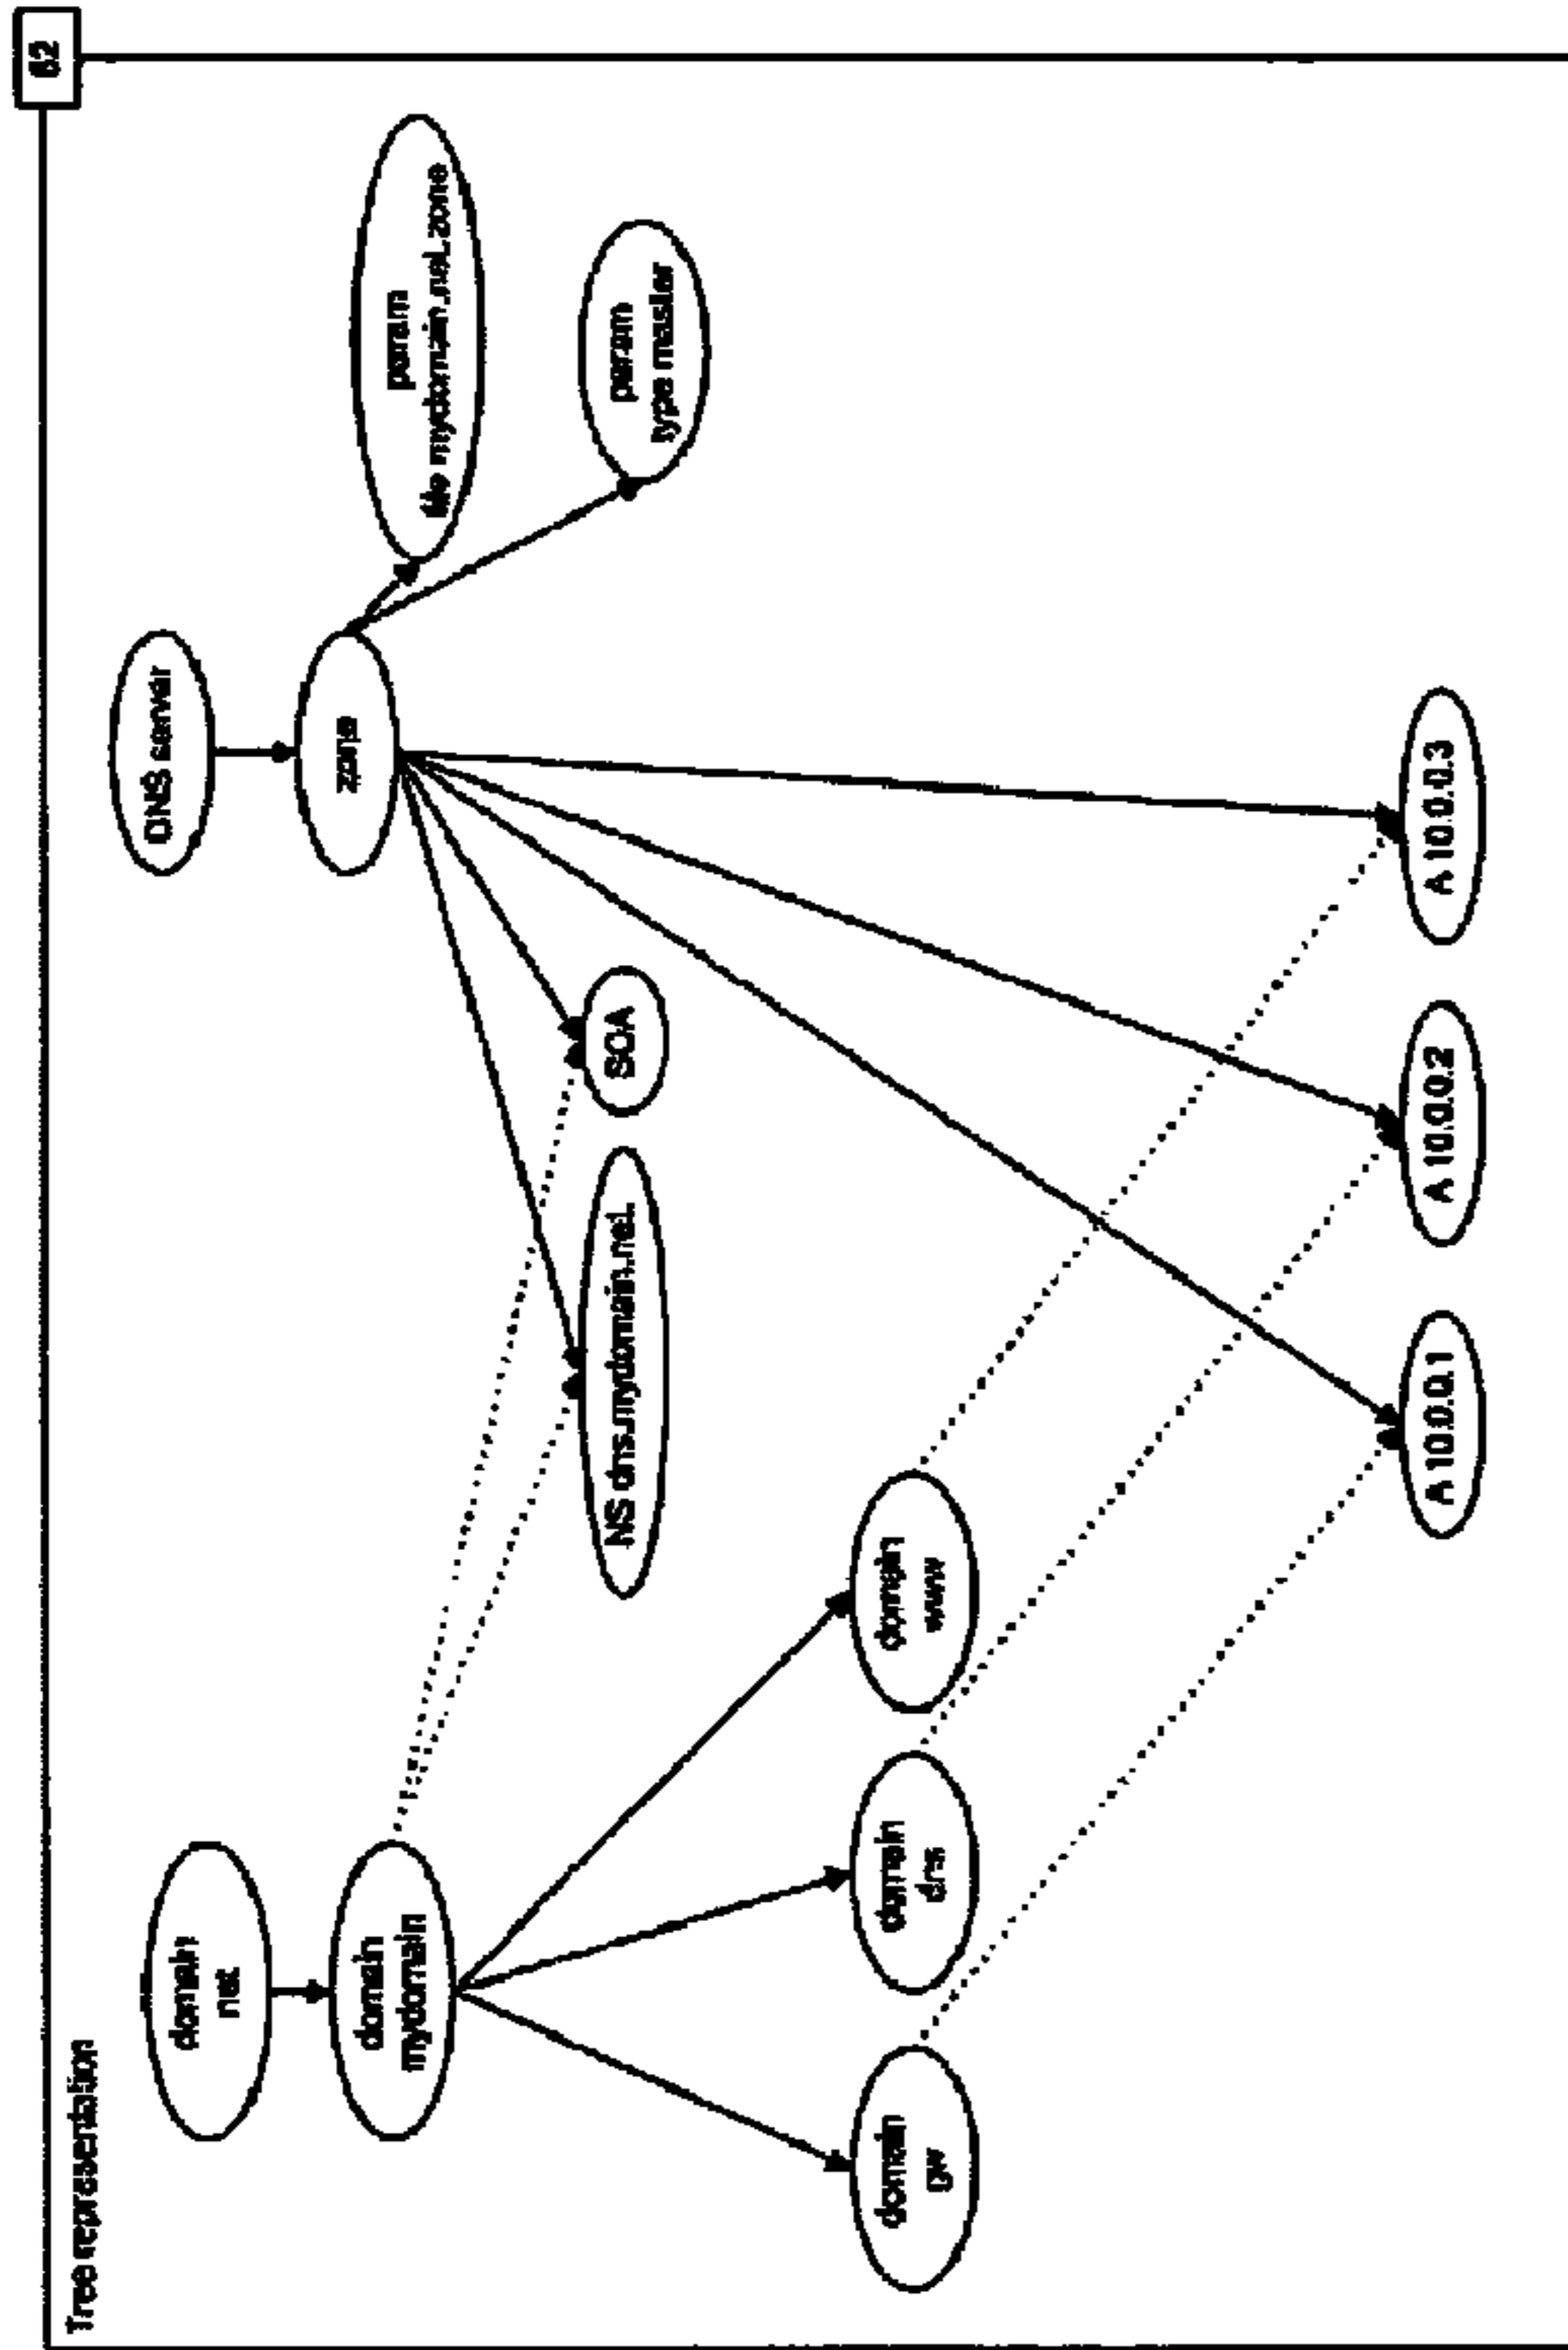 62
Tree representation
DNS server
domain
net
zone
domain
mydomain
param
file mydomain.net.zone
NS dns.mydomain.net.
SOA
param
type master
domain
gw
domain
dns
domain
www
A 10.0.0.1
A 10.0.0.2
A 10.0.0.3